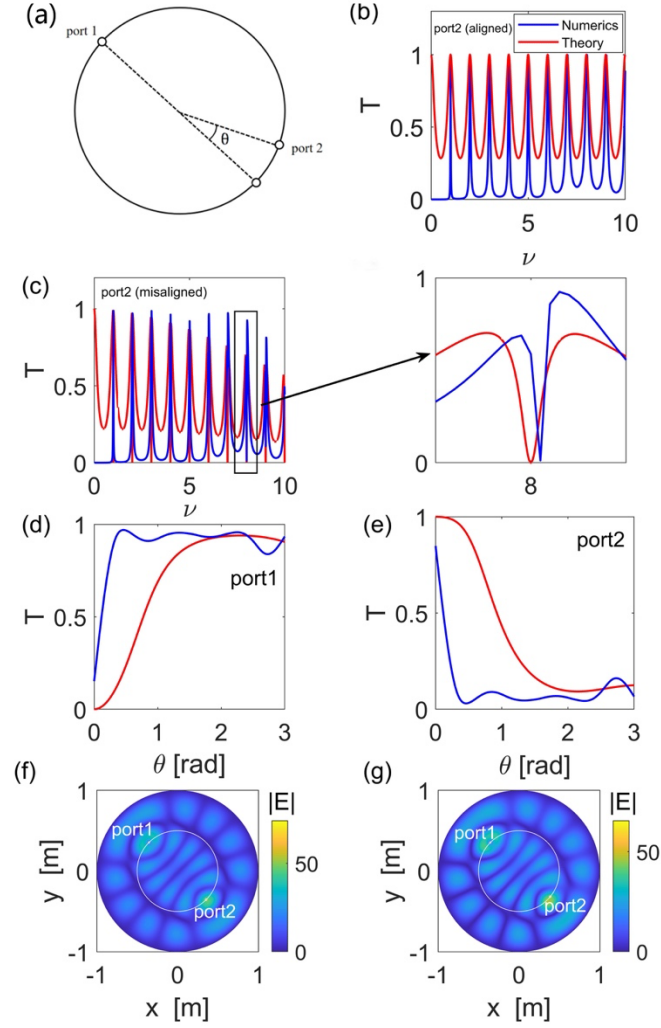 (a)
port 1
θ
port 2
(b)
port2 (aligned)
Numerics
Theory
T
1
0.5
0
0 5 10
ν
(c)
port2 (misaligned)
T
1
0.5
0
0 5 10
ν
1
0.5
0
8
(d)
T
1
0.5
0
port1
0 1 2 3
θ [rad]
(e)
T
1
0.5
0
port2
0 1 2 3
θ [rad]
(f)
y [m]
1
0
-1
port1
port2
-1 0 1
x [m]
|E|
50
0
(g)
y [m]
1
0
-1
port1
port2
-1 0 1
x [m]
|E|
50
0